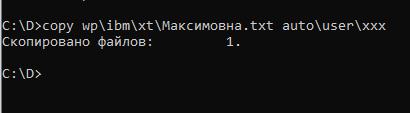 C:\D>copy wp\ibm\xt\Максимовна.txt auto\user\xxx
Скопировано файлов:         1.
C:\D>